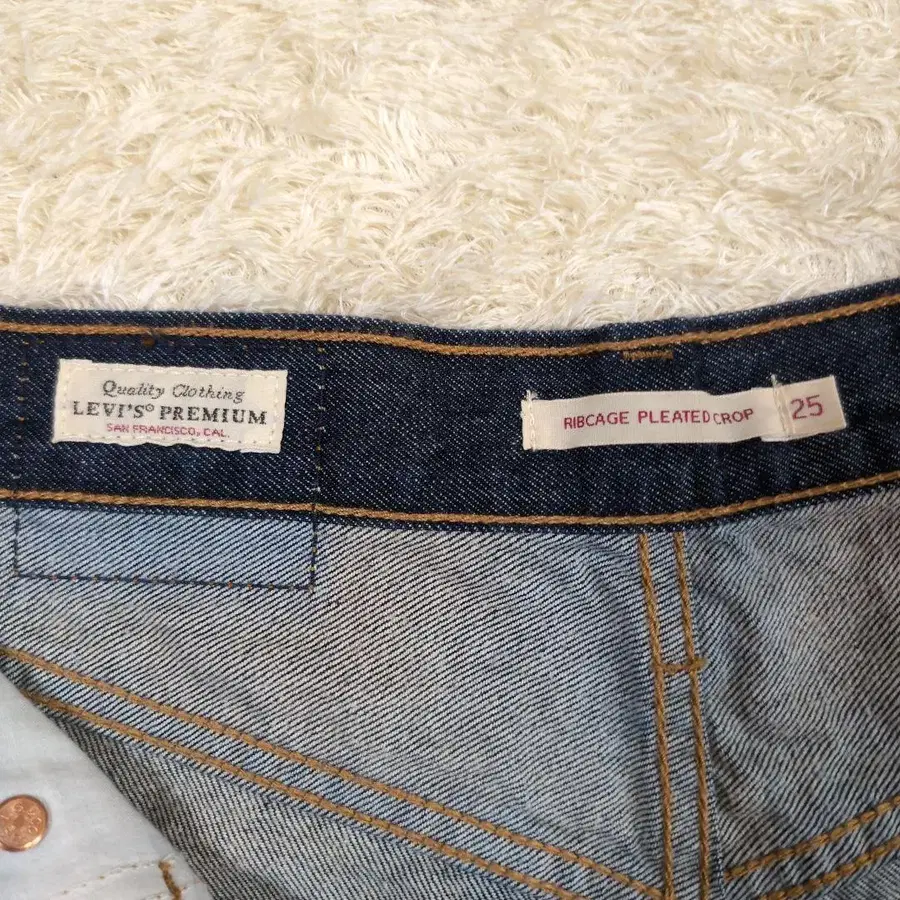 Quality Clothing
LEVI'S® PREMIUM
SAN FRANCISCO, CAL.
RIBCAGE PLEATED CROP
25